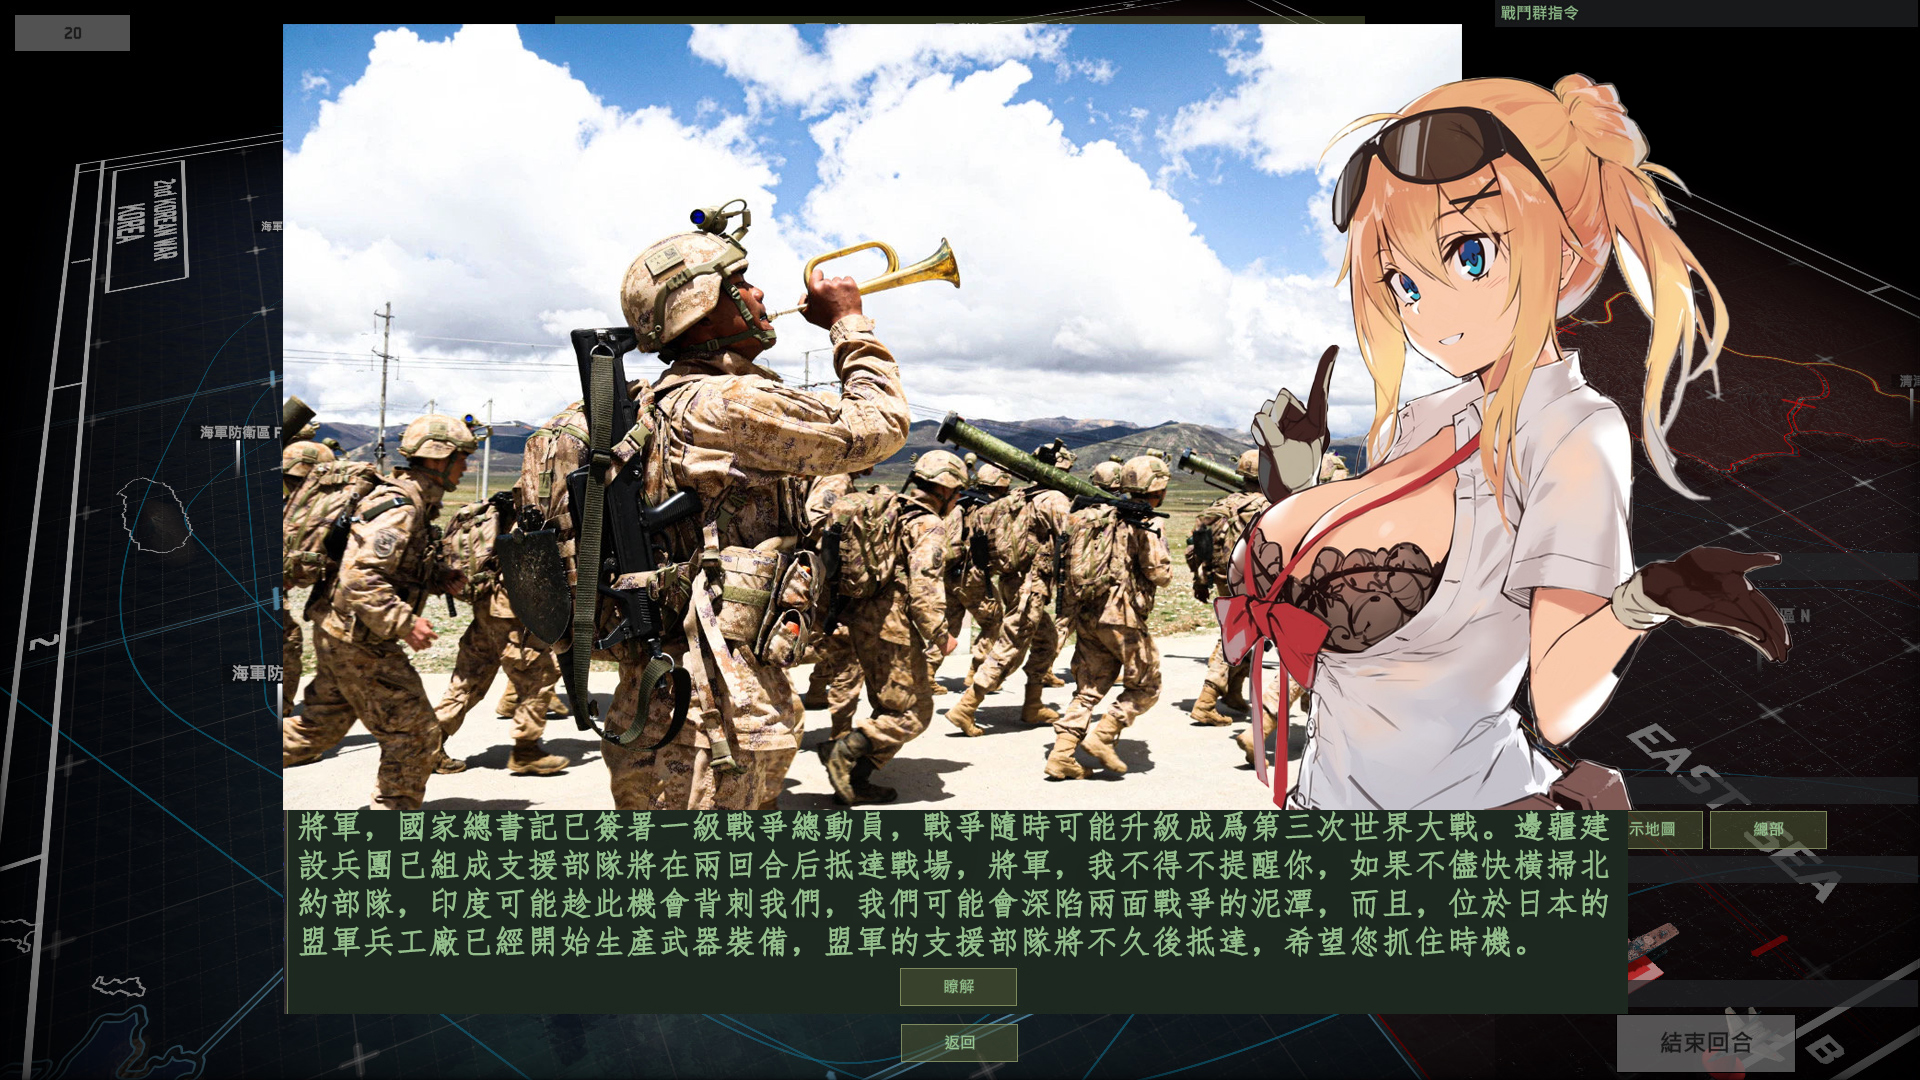 20
戰鬥群指令
2nd KOREAN WAR
KOREA
海軍
海軍防衛區 F
海軍防
清津
區 N
EAST SEA
將軍，國家總書記已簽署一級戰爭總動員，戰爭隨時可能升級成爲第三次世界大戰。邊疆建
設兵團已組成支援部隊將在兩回合后抵達戰場，將軍，我不得不提醒你，如果不儘快橫掃北
約部隊，印度可能趁此機會背刺我們，我們可能會深陷兩面戰爭的泥潭，而且，位於日本的
盟軍兵工廠已經開始生產武器裝備，盟軍的支援部隊將不久後抵達，希望您抓住時機。
示地圖
總部
瞭解
返回
結束回合
B